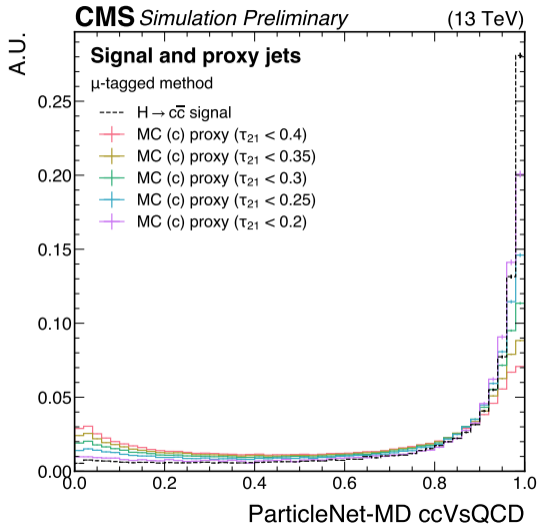 CMS Simulation Preliminary (13 TeV)
A.U.
Signal and proxy jets
μ-tagged method
H → cc̅ signal
MC (c) proxy (τ21 < 0.4)
MC (c) proxy (τ21 < 0.35)
MC (c) proxy (τ21 < 0.3)
MC (c) proxy (τ21 < 0.25)
MC (c) proxy (τ21 < 0.2)
0.25
0.20
0.15
0.10
0.05
0.00
0.0 0.2 0.4 0.6 0.8 1.0
ParticleNet-MD ccVsQCD